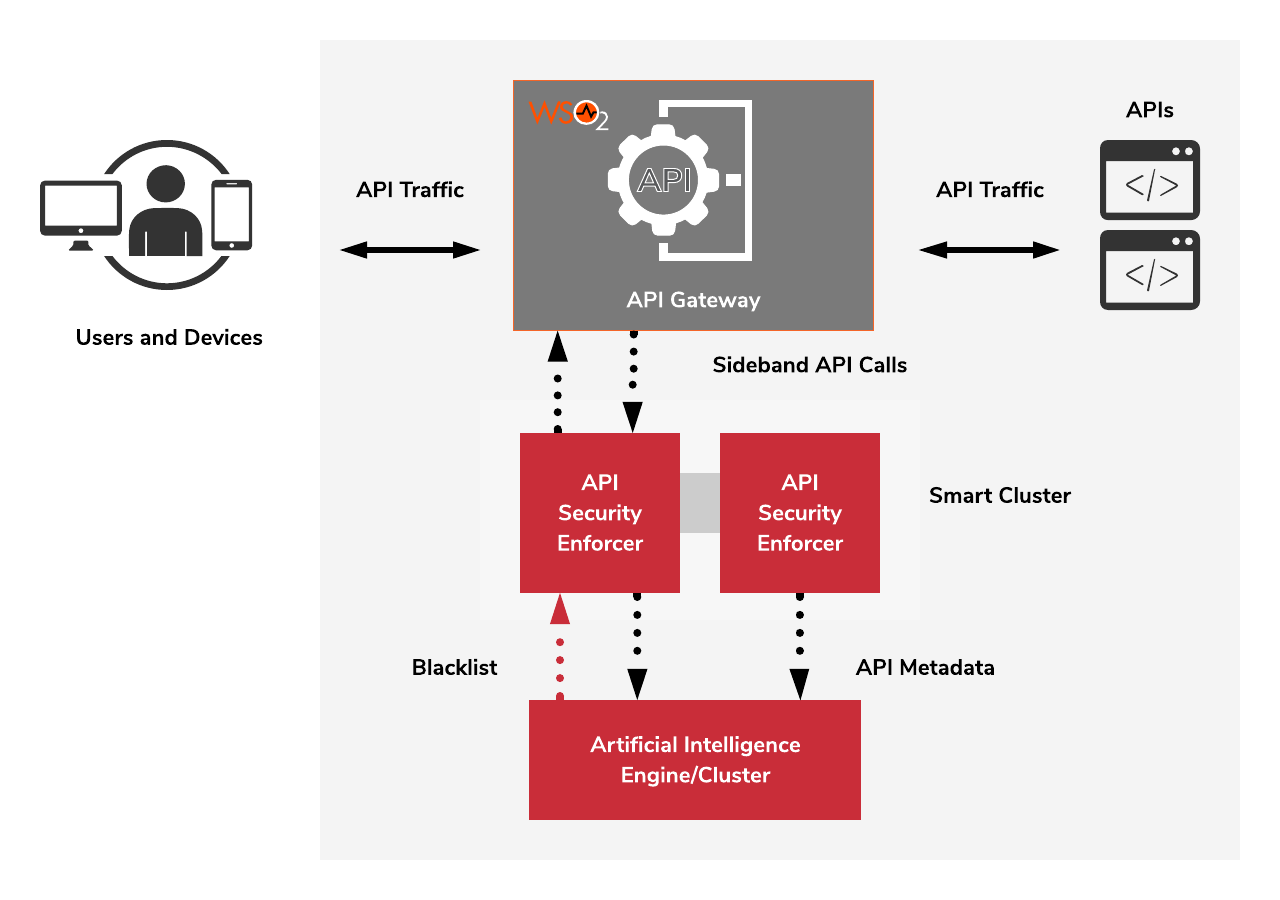 APIs
WSO2
API
API Traffic
API Traffic
</>
</>
API Gateway
Users and Devices
Sideband API Calls
API
Security
Enforcer
API
Security
Enforcer
Smart Cluster
Blacklist
API Metadata
Artificial Intelligence
Engine/Cluster